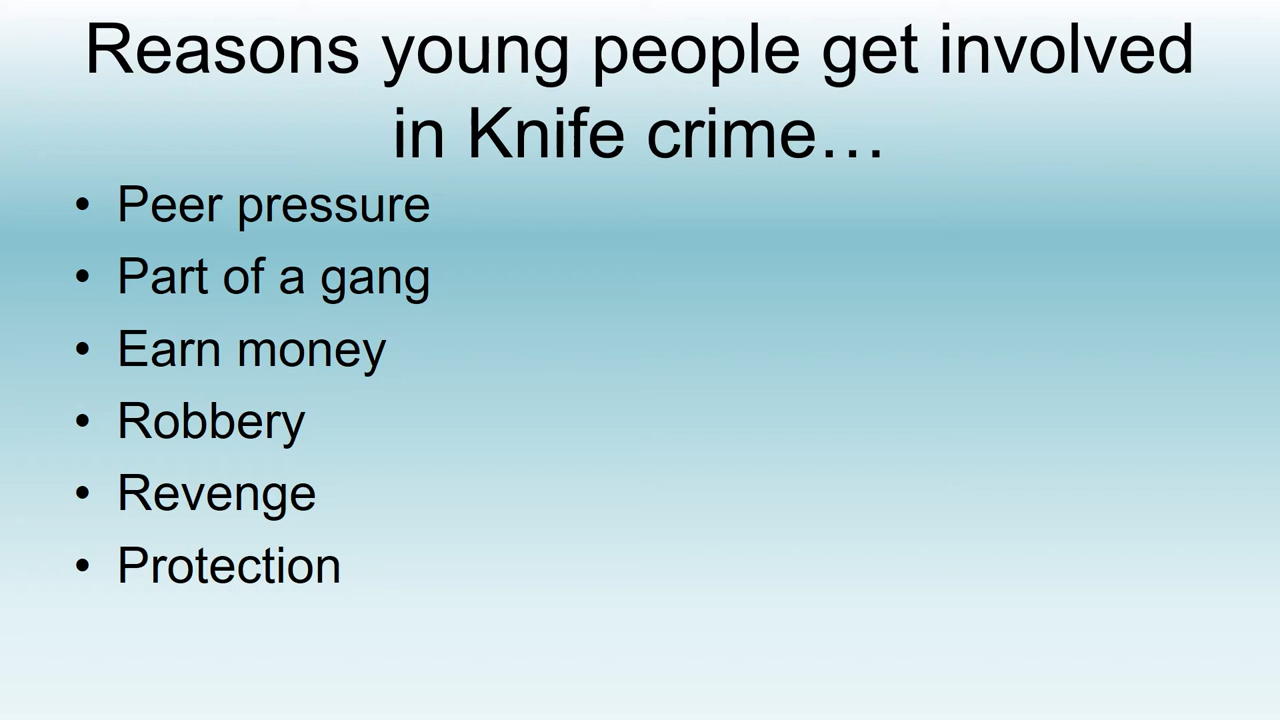 Reasons young people get involved
in Knife crime…
• Peer pressure
• Part of a gang
• Earn money
• Robbery
• Revenge
• Protection